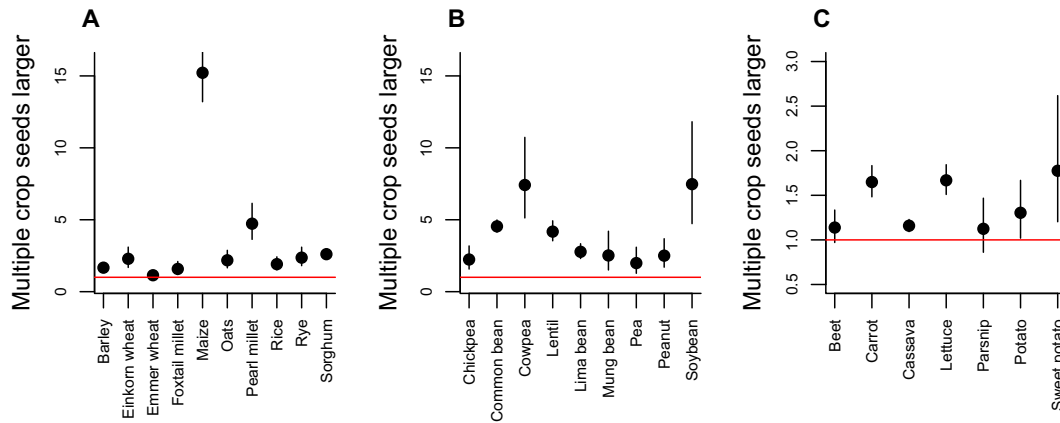 A
Multiple crop seeds larger
15
10
5
0
Barley
Einkorn wheat
Emmer wheat
Foxtail millet
Maize
Oats
Pearl millet
Rice
Rye
Sorghum
B
Multiple crop seeds larger
15
10
5
0
Chickpea
Common bean
Cowpea
Lentil
Lima bean
Mung bean
Pea
Peanut
Soybean
C
Multiple crop seeds larger
3.0
2.5
2.0
1.5
1.0
0.5
Beet
Carrot
Cassava
Lettuce
Parsnip
Potato
Sweet potato